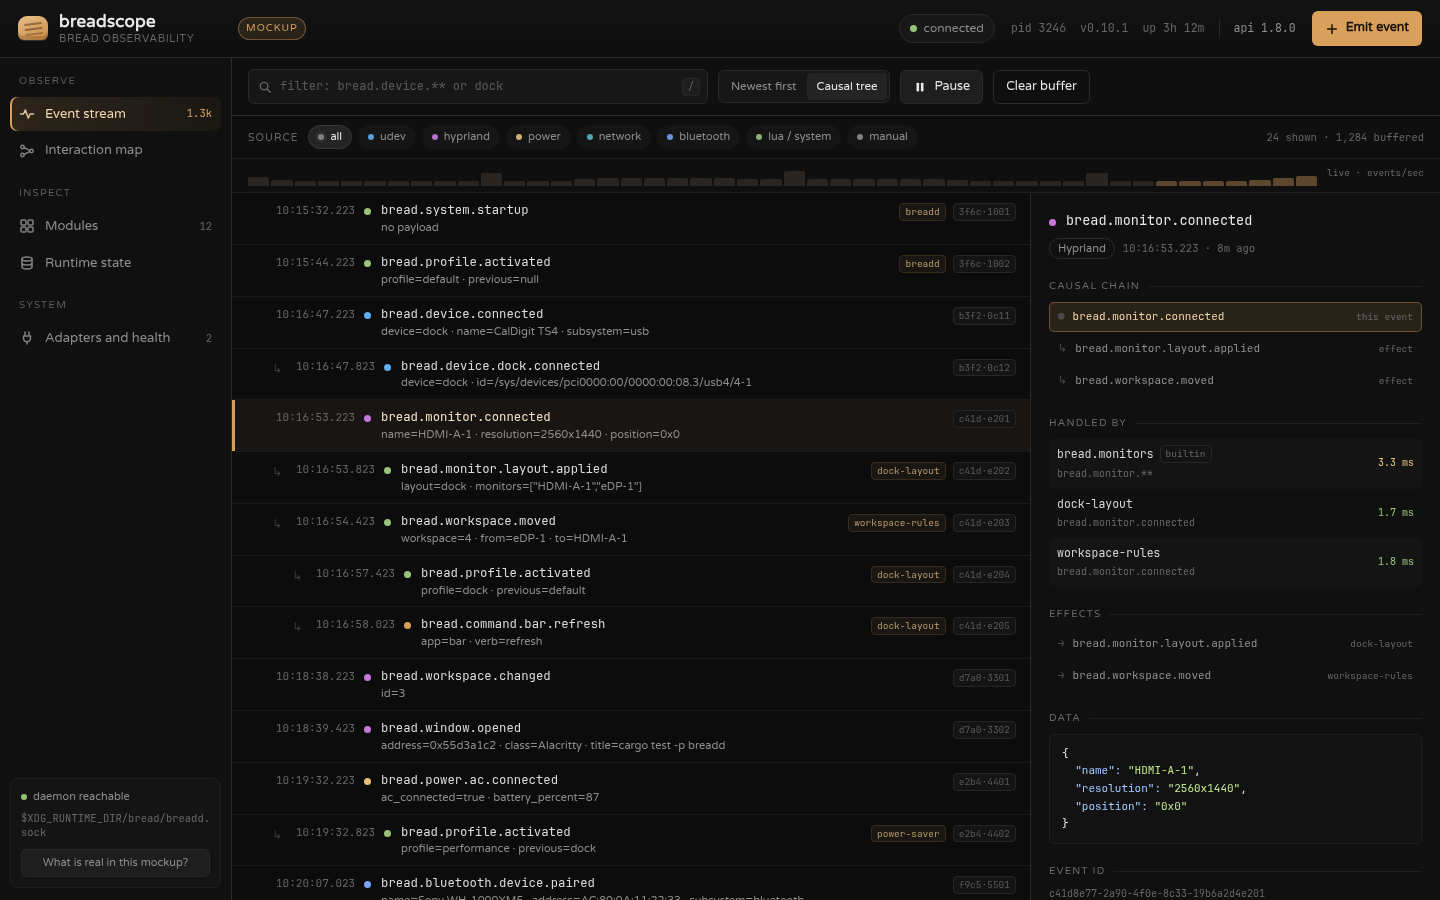 breadscope
BREAD OBSERVABILITY
MOCKUP
connected
pid 3246 v0.10.1 up 3h 12m
api 1.8.0
+ Emit event
OBSERVE
Event stream 1.3k
Interaction map
INSPECT
Modules 12
Runtime state
SYSTEM
Adapters and health 2
daemon reachable
$XDG_RUNTIME_DIR/bread/breadd.
sock
What is real in this mockup?
filter: bread.device.** or dock /
Newest first Causal tree
Pause
Clear buffer
SOURCE all udev hyprland power network bluetooth lua / system manual
24 shown · 1,284 buffered
live · events/sec
10:15:32.223 bread.system.startup breadd 3f6c·1001
no payload
10:15:44.223 bread.profile.activated breadd 3f6c·1002
profile=default · previous=null
10:16:47.223 bread.device.connected b3f2·0c11
device=dock · name=CalDigit TS4 · subsystem=usb
↳ 10:16:47.823 bread.device.dock.connected b3f2·0c12
device=dock · id=/sys/devices/pci0000:00/0000:00:08.3/usb4/4-1
10:16:53.223 bread.monitor.connected c41d·e201
name=HDMI-A-1 · resolution=2560x1440 · position=0x0
↳ 10:16:53.823 bread.monitor.layout.applied dock-layout c41d·e202
layout=dock · monitors=["HDMI-A-1","eDP-1"]
↳ 10:16:54.423 bread.workspace.moved workspace-rules c41d·e203
workspace=4 · from=eDP-1 · to=HDMI-A-1
↳ 10:16:57.423 bread.profile.activated dock-layout c41d·e204
profile=dock · previous=default
↳ 10:16:58.023 bread.command.bar.refresh dock-layout c41d·e205
app=bar · verb=refresh
10:18:38.223 bread.workspace.changed d7a0·3301
id=3
10:18:39.423 bread.window.opened d7a0·3302
address=0x55d3a1c2 · class=Alacritty · title=cargo test -p breadd
10:19:32.223 bread.power.ac.connected e2b4·4401
ac_connected=true · battery_percent=87
↳ 10:19:32.823 bread.profile.activated power-saver e2b4·4402
profile=performance · previous=dock
10:20:07.023 bread.bluetooth.device.paired f9c5·5501
name=Sony WH-1000XM5 · address=AC:80:0A:11:22:33 · subsystem=bluetooth
bread.monitor.connected
Hyprland 10:16:53.223 · 8m ago
CAUSAL CHAIN
bread.monitor.connected this event
↳ bread.monitor.layout.applied effect
↳ bread.workspace.moved effect
HANDLED BY
bread.monitors builtin
bread.monitor.** 3.3 ms
dock-layout
bread.monitor.connected 1.7 ms
workspace-rules
bread.monitor.connected 1.8 ms
EFFECTS
→ bread.monitor.layout.applied dock-layout
→ bread.workspace.moved workspace-rules
DATA
{
"name": "HDMI-A-1",
"resolution": "2560x1440",
"position": "0x0"
}
EVENT ID
c41d8e77-2a90-4f0e-8c33-19b6a2d4e201